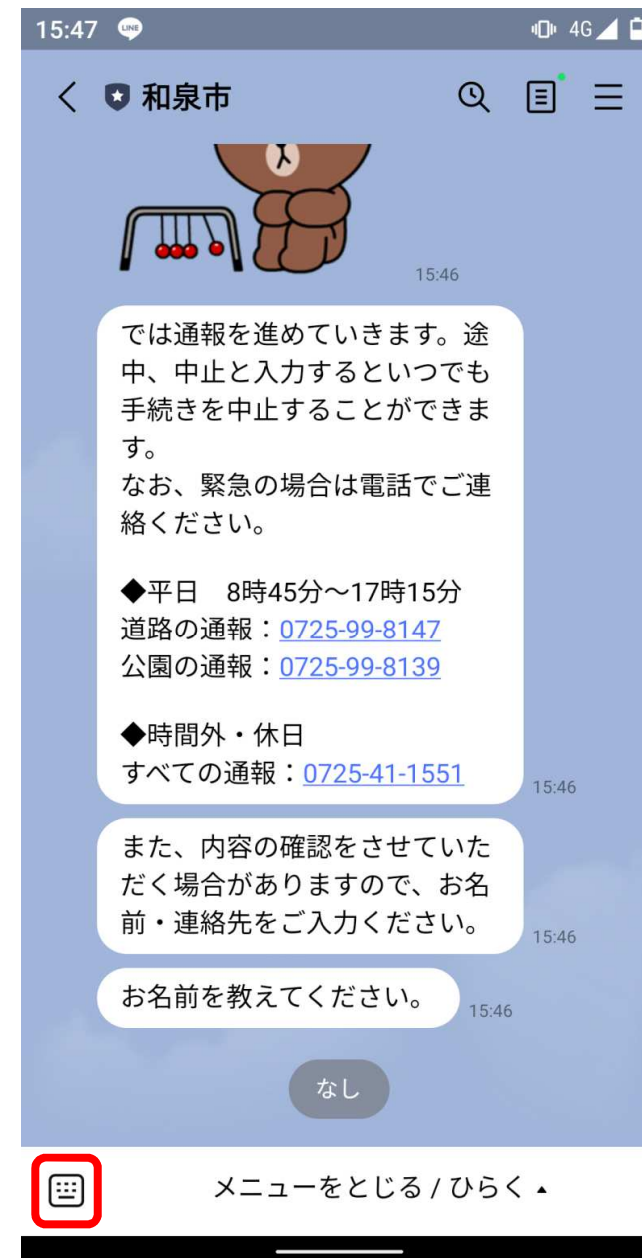 15:47 LINE 4G
和泉市
15:46
では通報を進めていきます。途
中、中止と入力するといつでも
手続きを中止することができま
す。
なお、緊急の場合は電話でご連
絡ください。
◆平日　8時45分～17時15分
道路の通報：0725-99-8147
公園の通報：0725-99-8139
◆時間外・休日
すべての通報：0725-41-1551
15:46
また、内容の確認をさせていた
だく場合がありますので、お名
前・連絡先をご入力ください。
15:46
お名前を教えてください。
15:46
なし
メニューをとじる / ひらく ▴